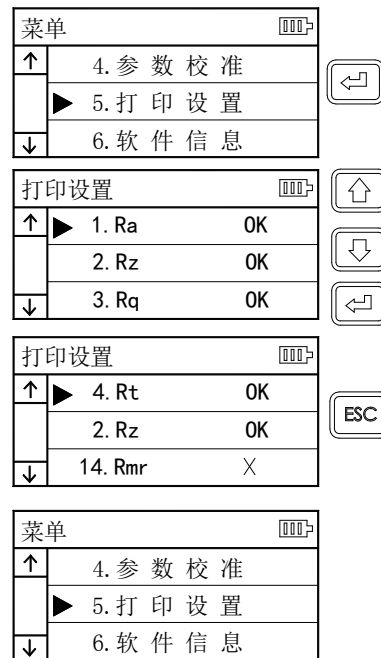 菜单
4.参 数 校 准
5.打 印 设 置
6.软 件 信 息
打印设置
1.Ra OK
2.Rz OK
3.Rq OK
打印设置
4.Rt OK
2.Rz OK
14.Rmr X
ESC
菜单
4.参 数 校 准
5.打 印 设 置
6.软 件 信 息